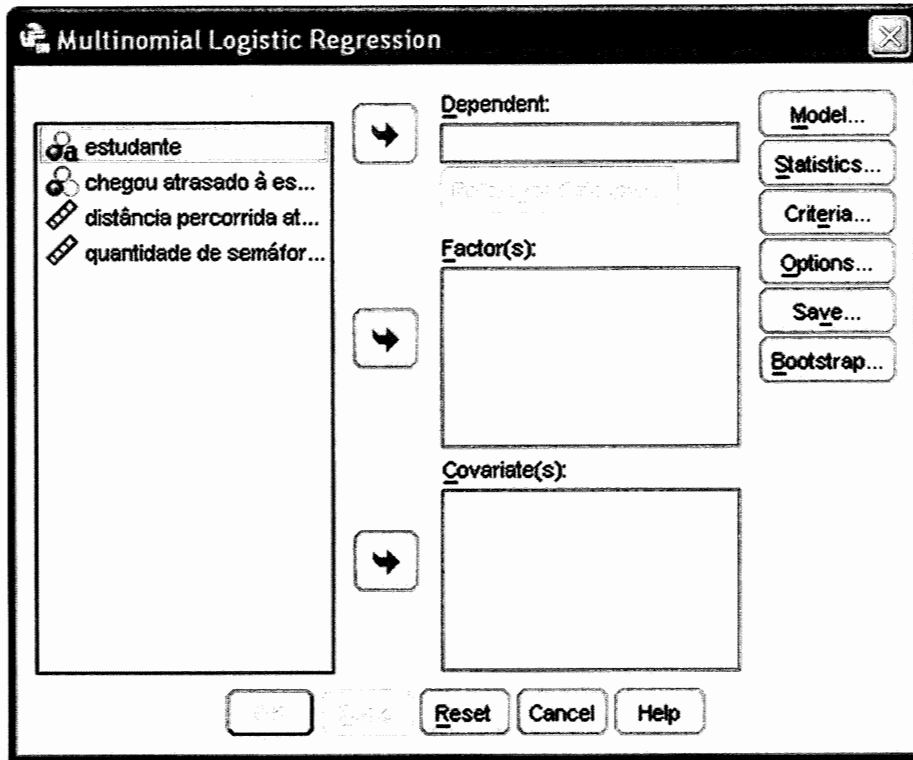 Multinomial Logistic Regression
estudante
chegou atrasado à es...
distância percorrida at...
quantidade de semáfor...
Dependent:
Factor(s):
Covariate(s):
Model...
Statistics...
Criteria...
Options...
Save...
Bootstrap...
Reset
Cancel
Help